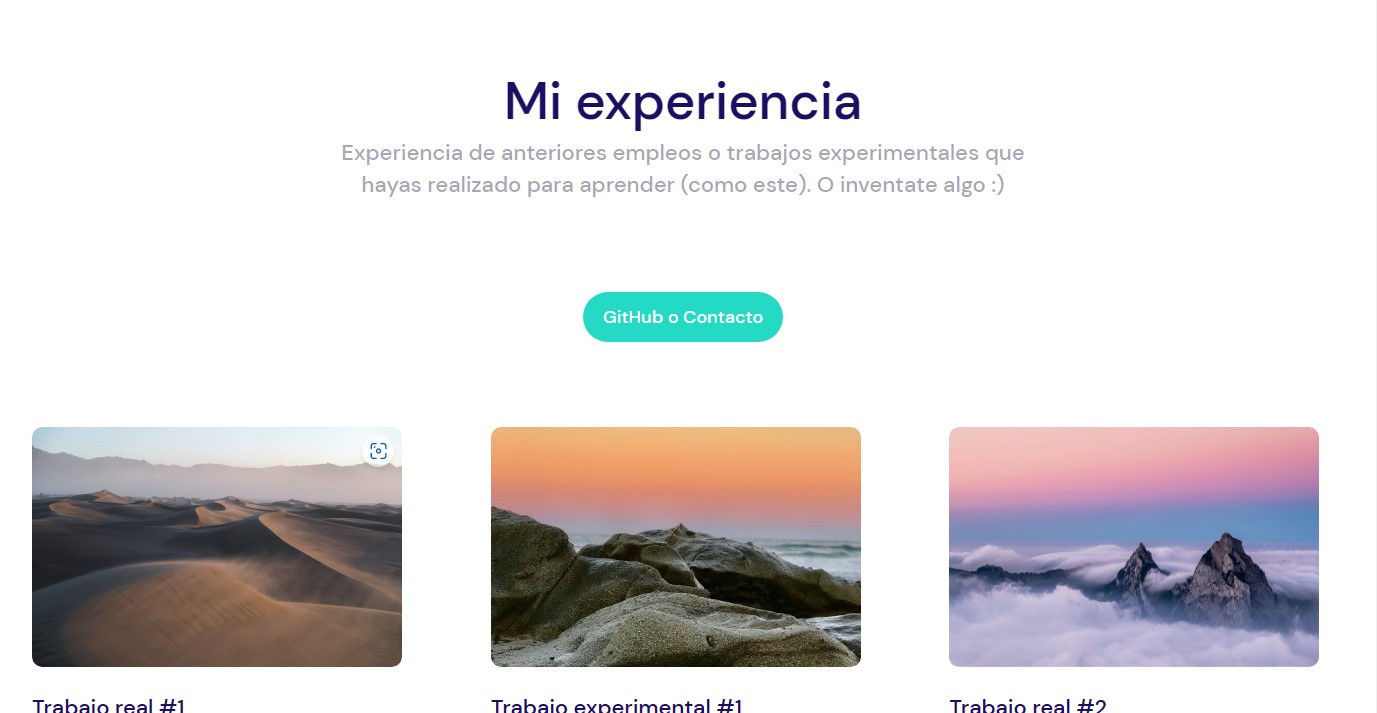 Mi experiencia
Experiencia de anteriores empleos o trabajos experimentales que
hayas realizado para aprender (como este). O inventate algo :)
GitHub o Contacto
Trabajo real #1
Trabajo experimental #1
Trabajo real #2